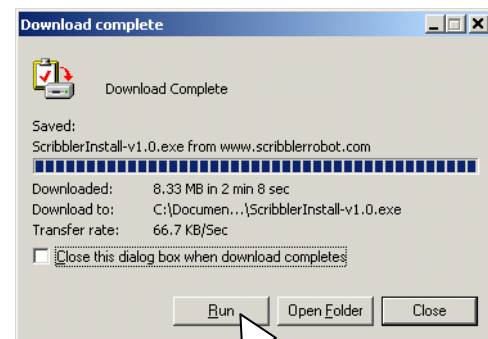 Download complete
Download Complete
Saved:
ScribblerInstall-v1.0.exe from www.scribblerrobot.com
Downloaded: 8.33 MB in 2 min 8 sec
Download to: C:\Documen...\ScribblerInstall-v1.0.exe
Transfer rate: 66.7 KB/Sec
Close this dialog box when download completes
Run Open Folder Close